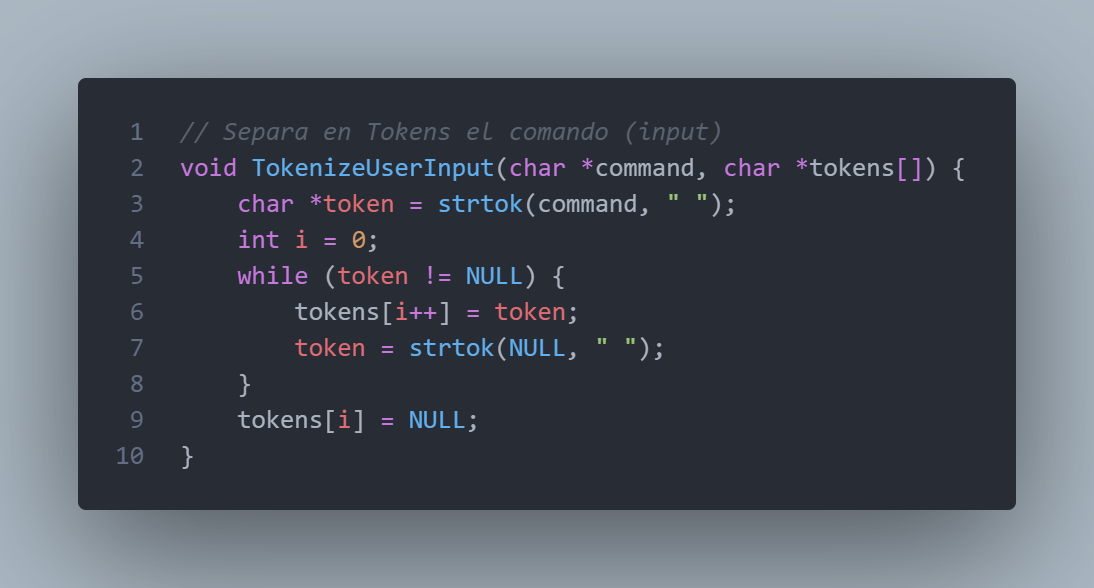 1 // Separa en Tokens el comando (input)
2 void TokenizeUserInput(char *command, char *tokens[]) {
3     char *token = strtok(command, " ");
4     int i = 0;
5     while (token != NULL) {
6         tokens[i++] = token;
7         token = strtok(NULL, " ");
8     }
9     tokens[i] = NULL;
10 }